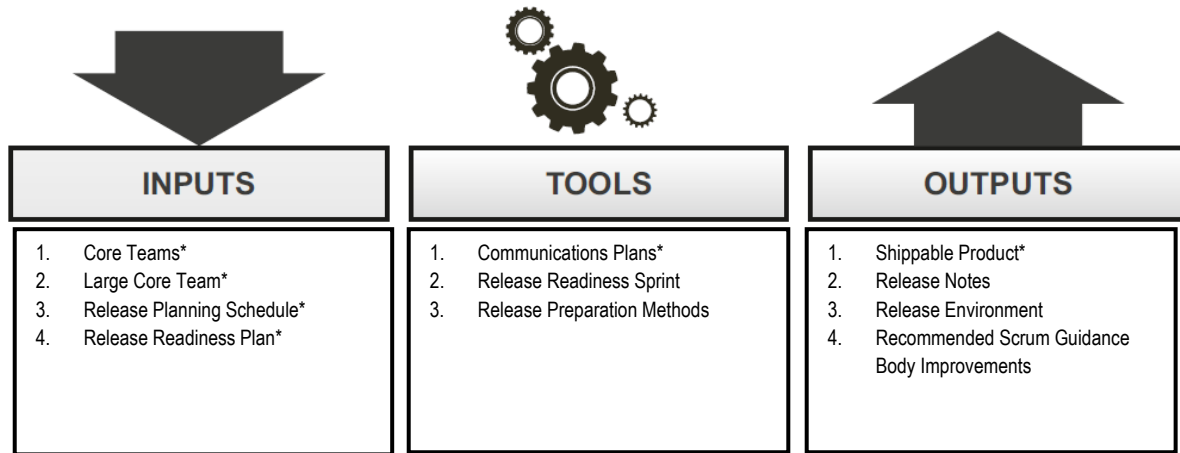 INPUTS
1. Core Teams*
2. Large Core Team*
3. Release Planning Schedule*
4. Release Readiness Plan*
TOOLS
1. Communications Plans*
2. Release Readiness Sprint
3. Release Preparation Methods
OUTPUTS
1. Shippable Product*
2. Release Notes
3. Release Environment
4. Recommended Scrum Guidance
Body Improvements